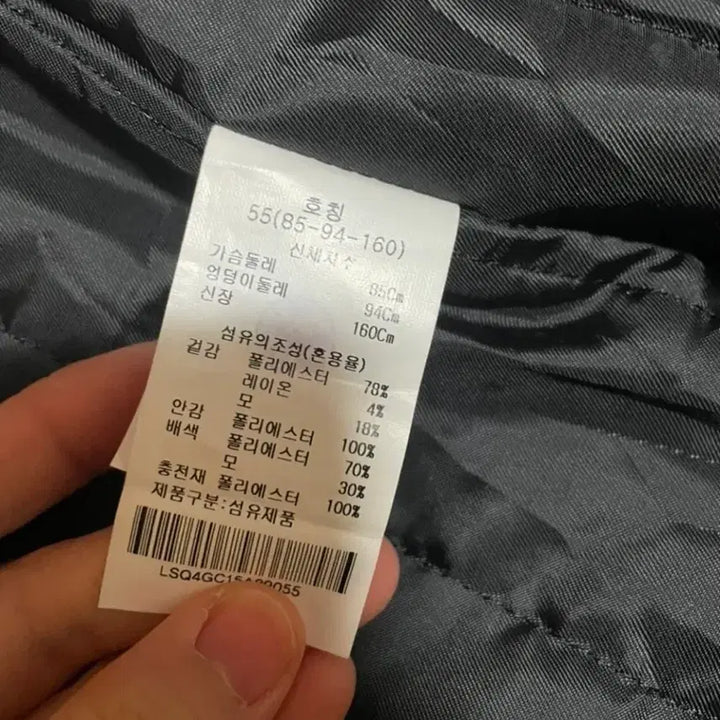 호칭
55(85-94-160)
신체치수
가슴둘레 85Cm
엉덩이둘레 94Cm
신장 160Cm
섬유의조성(혼용율)
겉감 폴리에스터 78%
레이온 4%
모 18%
안감 폴리에스터 100%
배색 폴리에스터 70%
모 30%
충전재 폴리에스터 100%
제품구분:섬유제품